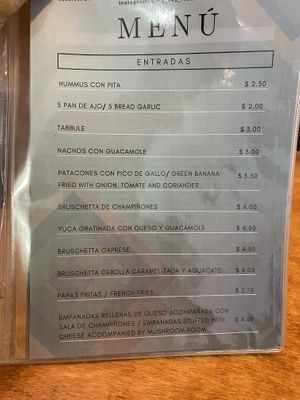 MENÚ
ENTRADAS
HUMMUS CON PITA $ 2.50
5 PAN DE AJO/ 5 BREAD GARLIC $ 2.00
TABBULE $ 3.00
NACHOS CON GUACAMOLE $ 3.00
PATACONES CON PICO DE GALLO/ GREEN BANANA $ 3.50
FRIED WITH ONION, TOMATE AND CORIANDER.
BRUSCHETTA DE CHAMPIÑONES $ 4.00
YUCA GRATINADA CON QUESO Y GUACAMOLE $ 4.50
BRUSCHETTA CAPRESE $ 4.50
BRUSCHETTA CEBOLLA CARAMELIZADA Y AGUACATE $ 4.00
PAPAS FRITAS / FRENCH FRIES $ 2.75
EMPANADAS RELLENAS DE QUESO ACOMPAÑADA CON
SALA DE CHAMPIÑONES / EMPANADAS STUFFED WITH $ 4.00
CHEESE ACCOMPANIED BY MUSHROOM ROOM